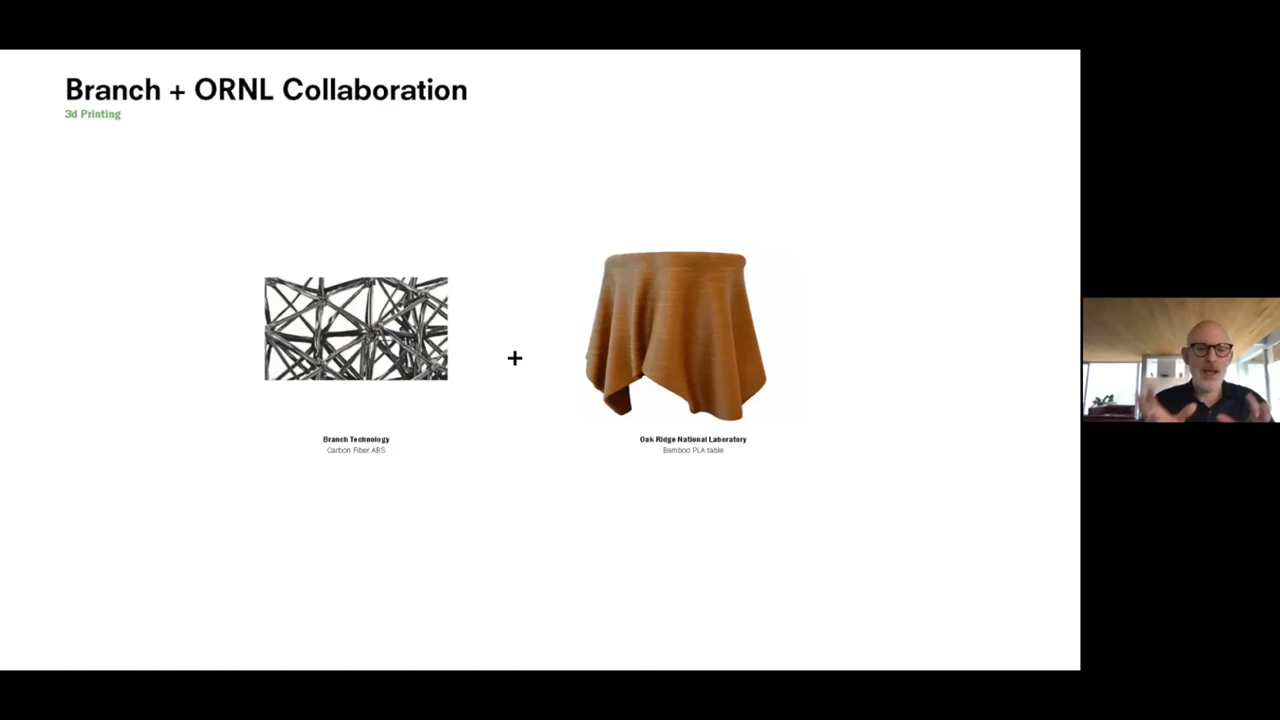 Branch + ORNL Collaboration
3d Printing
+
Branch Technology
Carbon Fiber ABS
Oak Ridge National Laboratory
Bamboo PLA table